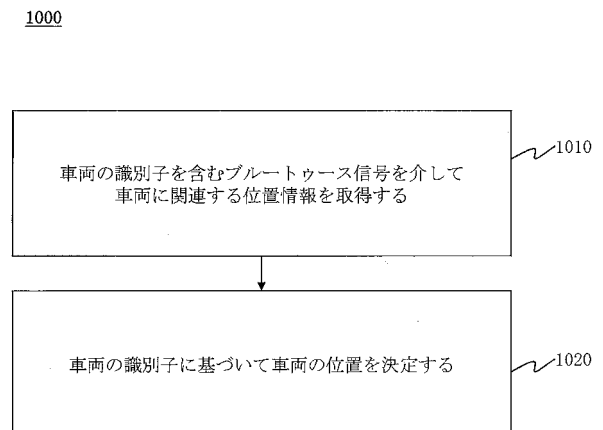 1000
車両の識別子を含むブルートゥース信号を介して
車両に関連する位置情報を取得する
1010
車両の識別子に基づいて車両の位置を決定する
1020